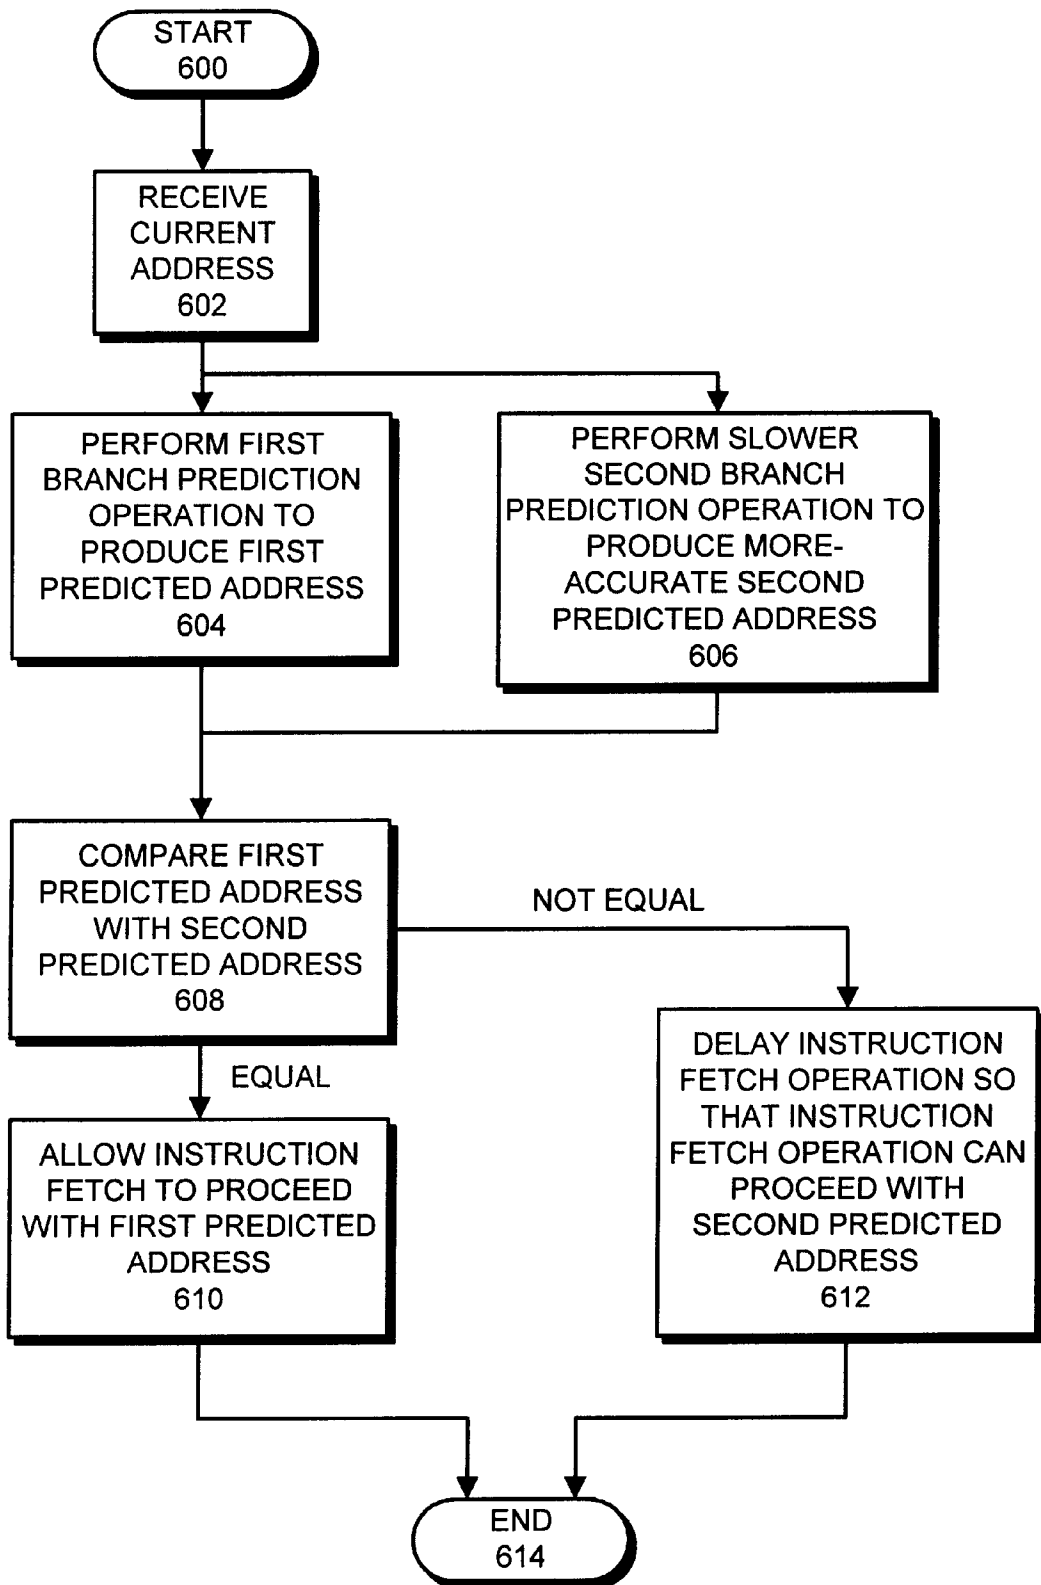 START
600
RECEIVE
CURRENT
ADDRESS
602
PERFORM FIRST
BRANCH PREDICTION
OPERATION TO
PRODUCE FIRST
PREDICTED ADDRESS
604
PERFORM SLOWER
SECOND BRANCH
PREDICTION OPERATION TO
PRODUCE MORE-
ACCURATE SECOND
PREDICTED ADDRESS
606
COMPARE FIRST
PREDICTED ADDRESS
WITH SECOND
PREDICTED ADDRESS
608
NOT EQUAL
EQUAL
ALLOW INSTRUCTION
FETCH TO PROCEED
WITH FIRST PREDICTED
ADDRESS
610
DELAY INSTRUCTION
FETCH OPERATION SO
THAT INSTRUCTION
FETCH OPERATION CAN
PROCEED WITH
SECOND PREDICTED
ADDRESS
612
END
614